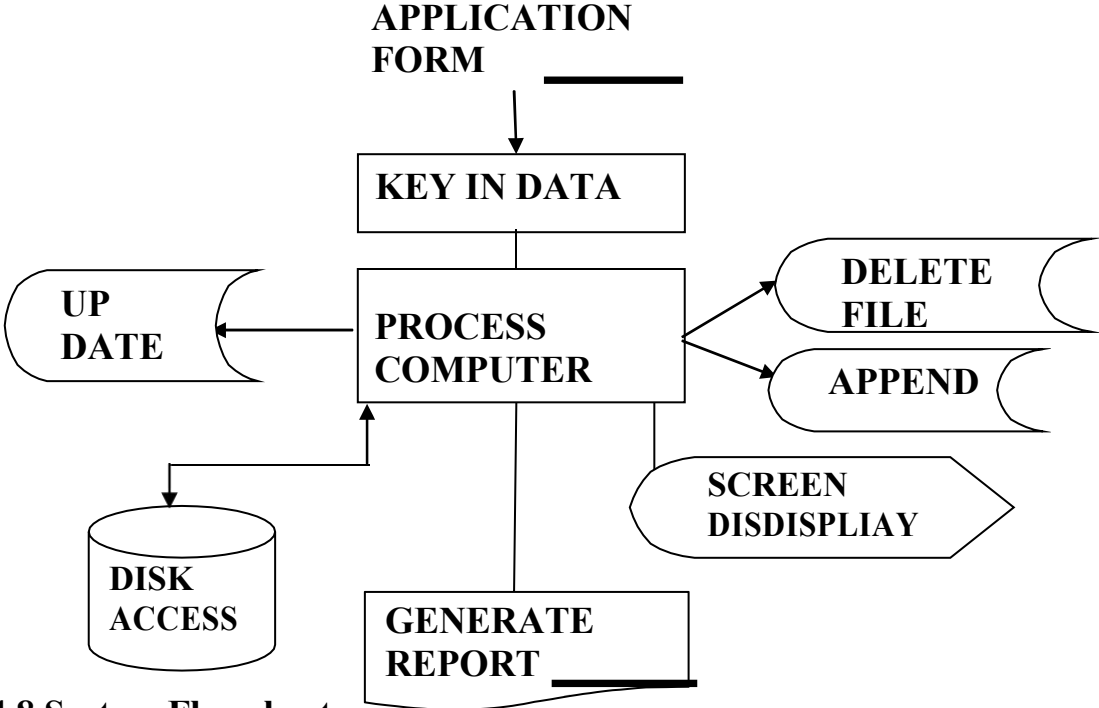 APPLICATION
FORM
KEY IN DATA
UP
DATE
PROCESS
COMPUTER
DELETE
FILE
APPEND
SCREEN
DISDISPLIAY
DISK
ACCESS
GENERATE
REPORT